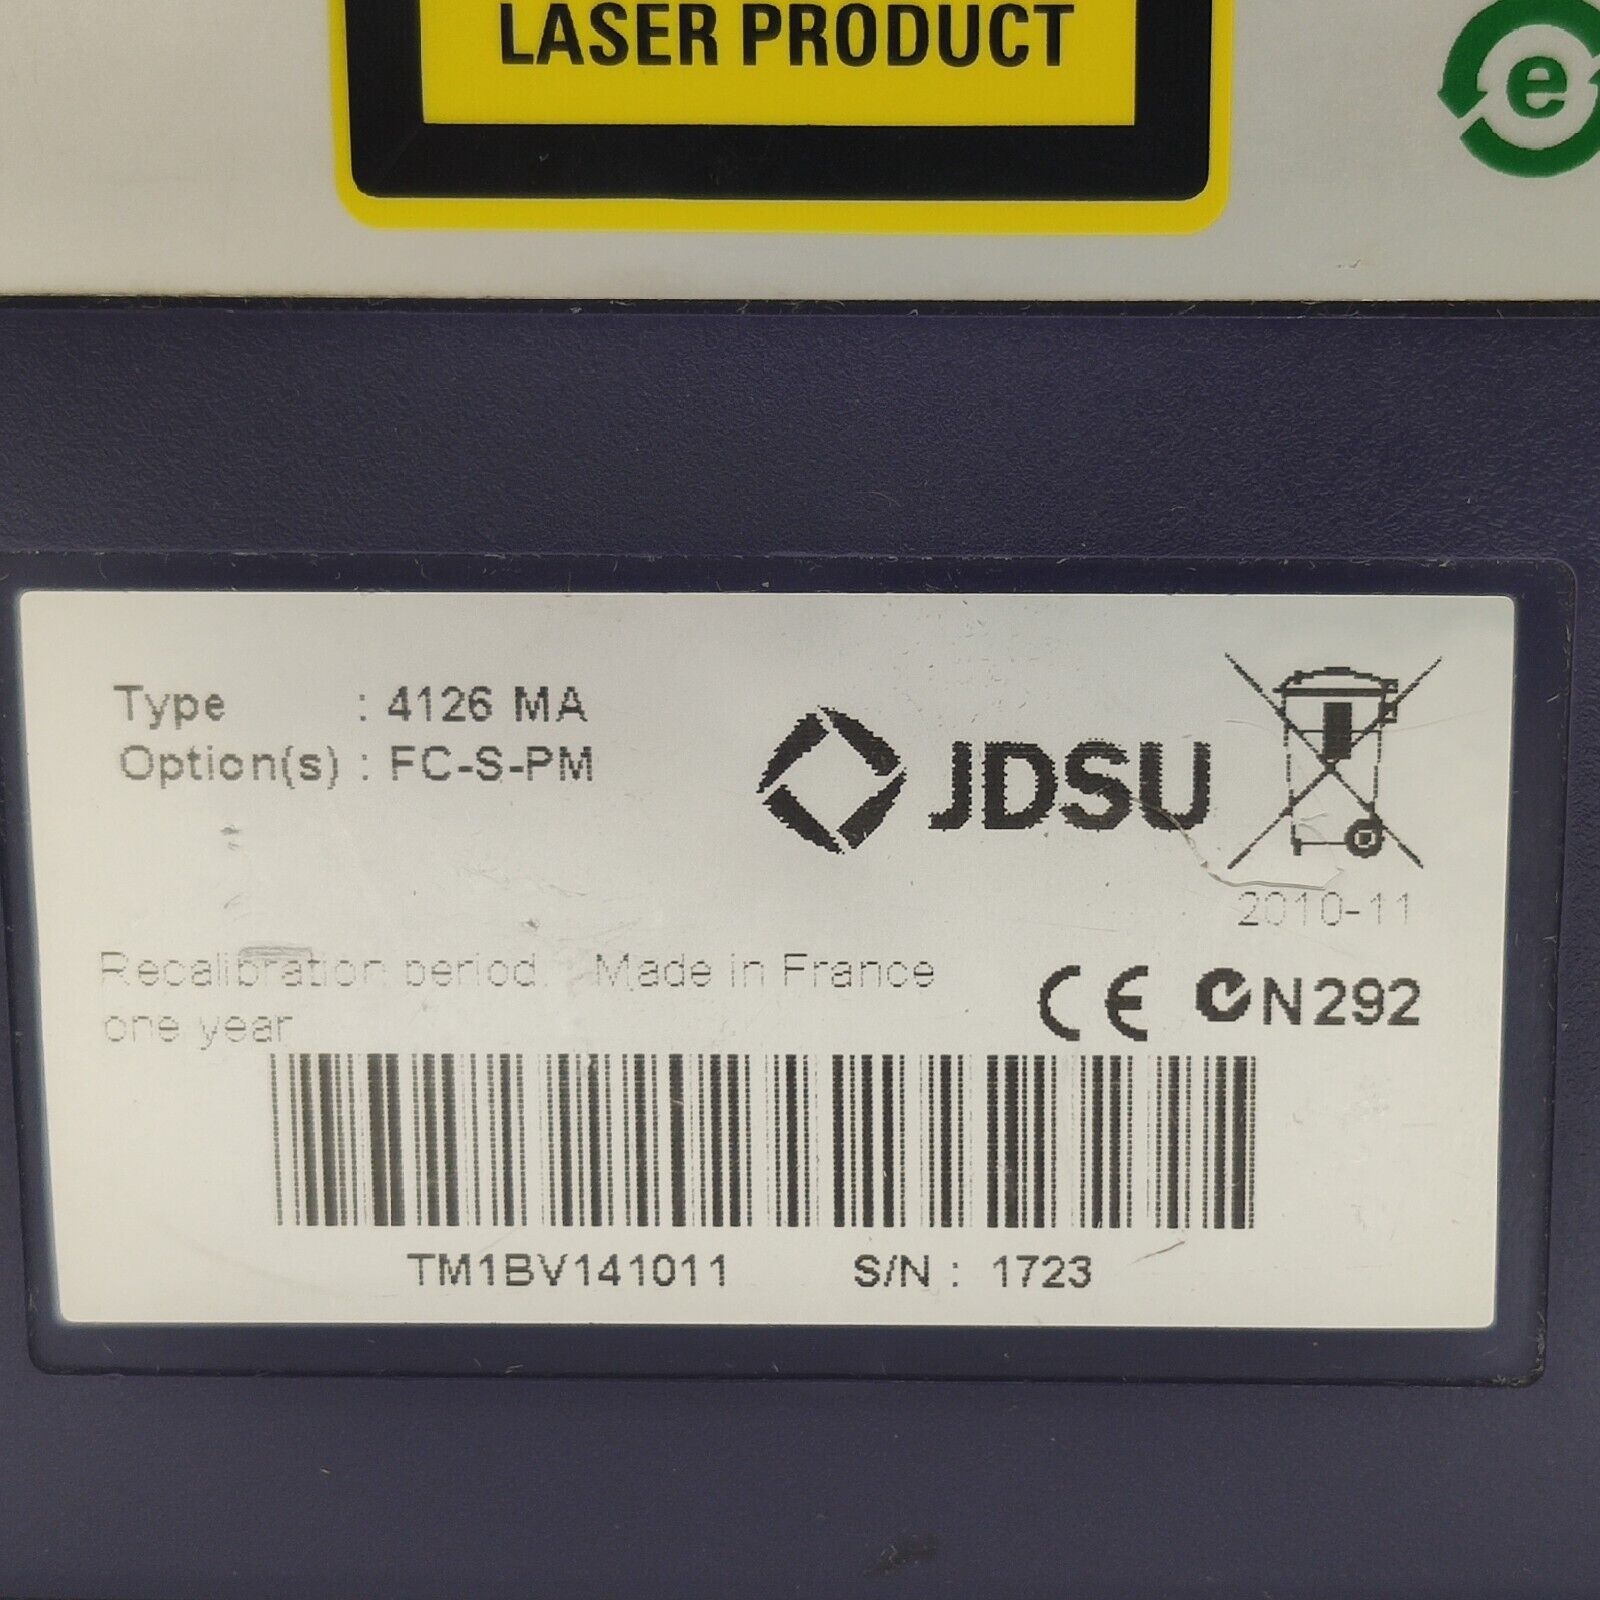 LASER PRODUCT
e
Type : 4126 MA
Option(s) : FC-S-PM
JDSU
2010-11
Recalibration period: Made in France
one year
CE N292
TM1BV141011 S/N : 1723